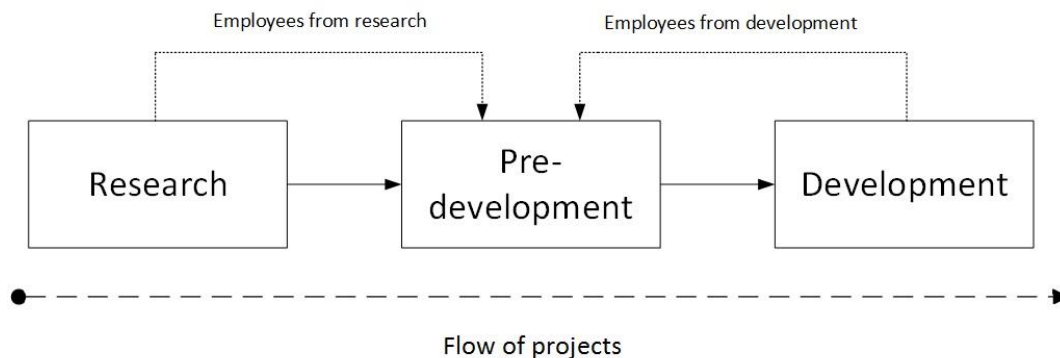 Employees from research
Employees from development
Research
Pre-
development
Development
Flow of projects